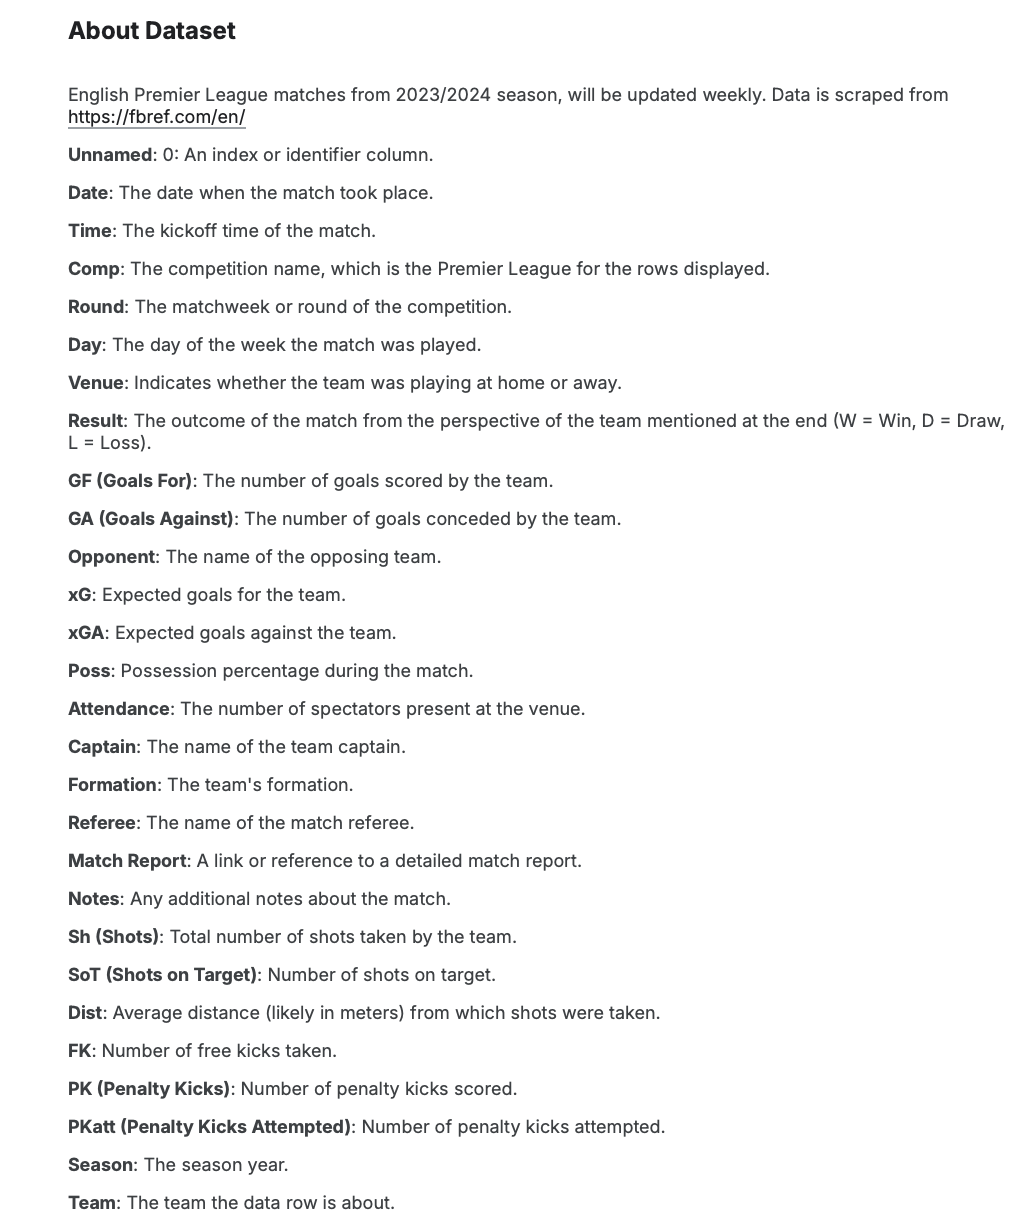 About Dataset
English Premier League matches from 2023/2024 season, will be updated weekly. Data is scraped from
https://fbref.com/en/
Unnamed: 0: An index or identifier column.
Date: The date when the match took place.
Time: The kickoff time of the match.
Comp: The competition name, which is the Premier League for the rows displayed.
Round: The matchweek or round of the competition.
Day: The day of the week the match was played.
Venue: Indicates whether the team was playing at home or away.
Result: The outcome of the match from the perspective of the team mentioned at the end (W = Win, D = Draw,
L = Loss).
GF (Goals For): The number of goals scored by the team.
GA (Goals Against): The number of goals conceded by the team.
Opponent: The name of the opposing team.
xG: Expected goals for the team.
xGA: Expected goals against the team.
Poss: Possession percentage during the match.
Attendance: The number of spectators present at the venue.
Captain: The name of the team captain.
Formation: The team's formation.
Referee: The name of the match referee.
Match Report: A link or reference to a detailed match report.
Notes: Any additional notes about the match.
Sh (Shots): Total number of shots taken by the team.
SoT (Shots on Target): Number of shots on target.
Dist: Average distance (likely in meters) from which shots were taken.
FK: Number of free kicks taken.
PK (Penalty Kicks): Number of penalty kicks scored.
PKatt (Penalty Kicks Attempted): Number of penalty kicks attempted.
Season: The season year.
Team: The team the data row is about.